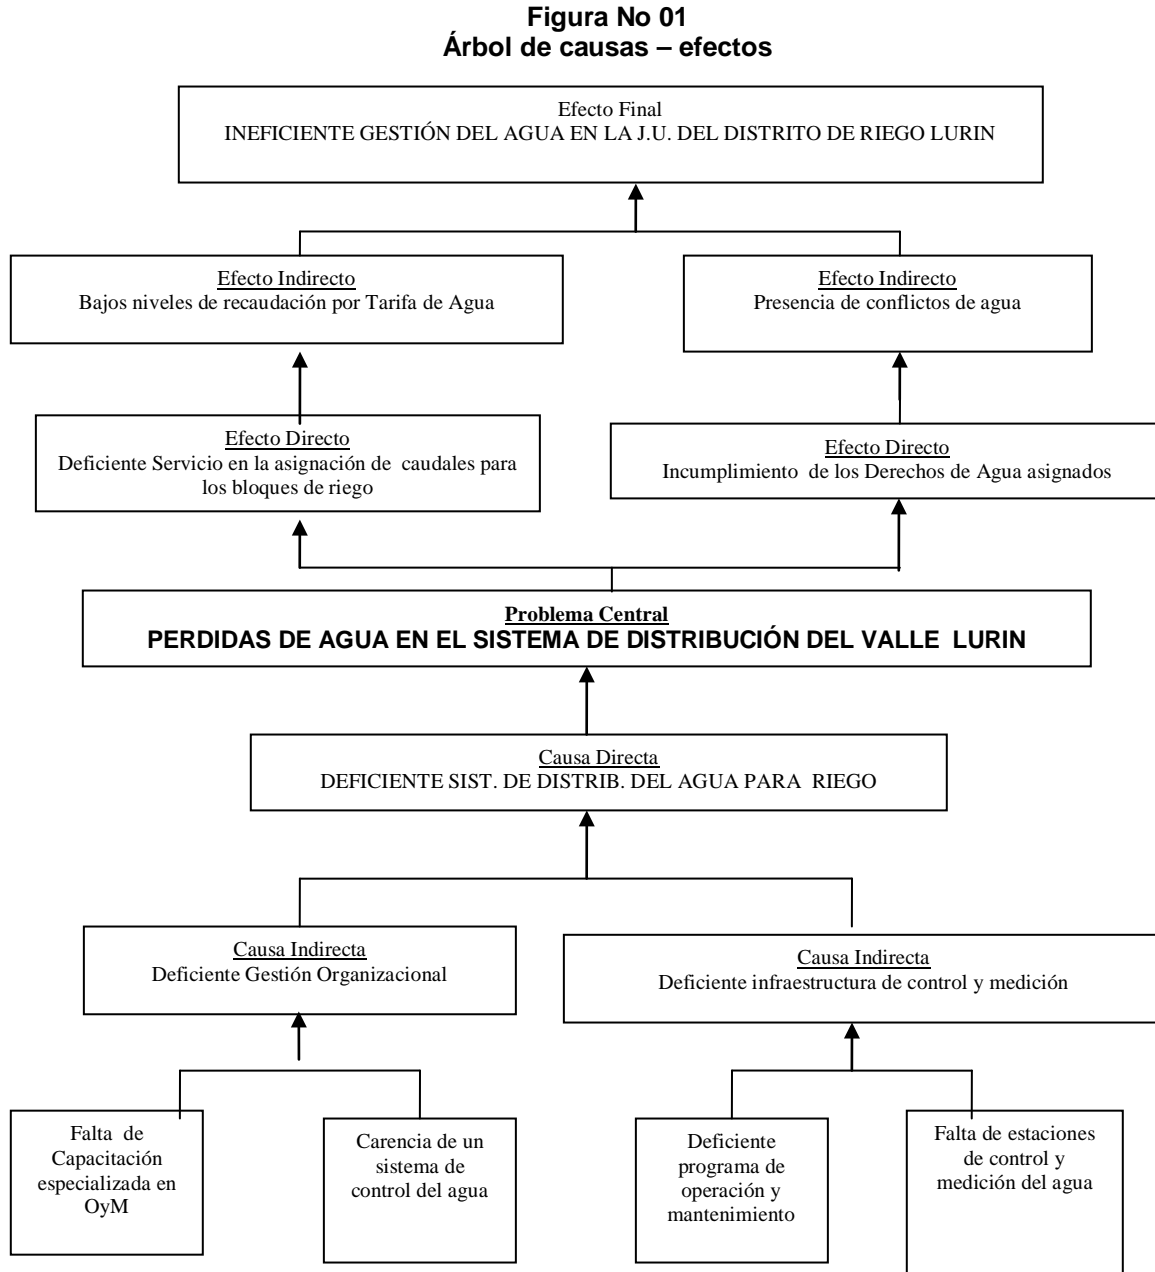 Figura No 01
Árbol de causas – efectos
Efecto Final
INEFICIENTE GESTIÓN DEL AGUA EN LA J.U. DEL DISTRITO DE RIEGO LURIN
Efecto Indirecto
Bajos niveles de recaudación por Tarifa de Agua
Efecto Indirecto
Presencia de conflictos de agua
Efecto Directo
Deficiente Servicio en la asignación de caudales para
los bloques de riego
Efecto Directo
Incumplimiento de los Derechos de Agua asignados
Problema Central
PERDIDAS DE AGUA EN EL SISTEMA DE DISTRIBUCIÓN DEL VALLE LURIN
Causa Directa
DEFICIENTE SIST. DE DISTRIB. DEL AGUA PARA RIEGO
Causa Indirecta
Deficiente Gestión Organizacional
Causa Indirecta
Deficiente infraestructura de control y medición
Falta de
Capacitación
especializada en
OyM
Carencia de un
sistema de
control del agua
Deficiente
programa de
operación y
mantenimiento
Falta de estaciones
de control y
medición del agua